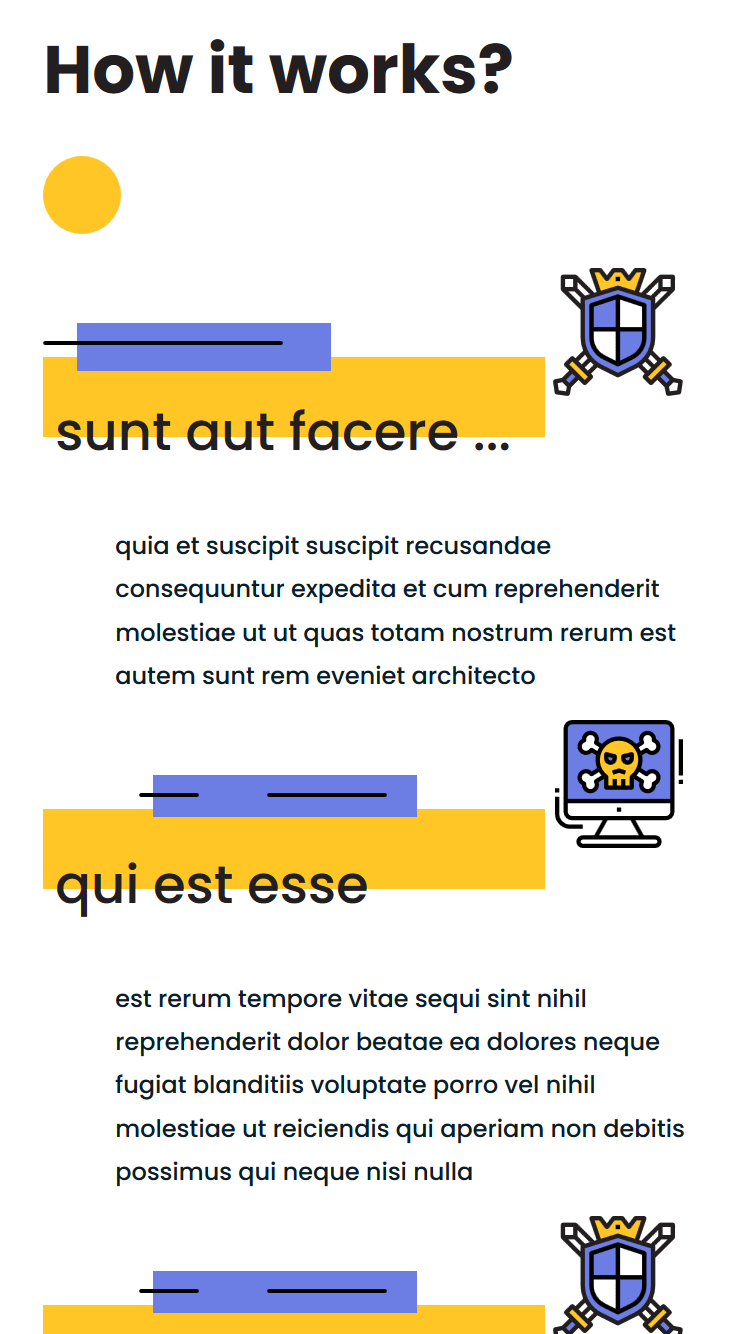 How it works?
sunt aut facere ...
quia et suscipit suscipit recusandae
consequuntur expedita et cum reprehenderit
molestiae ut ut quas totam nostrum rerum est
autem sunt rem eveniet architecto
qui est esse
est rerum tempore vitae sequi sint nihil
reprehenderit dolor beatae ea dolores neque
fugiat blanditiis voluptate porro vel nihil
molestiae ut reiciendis qui aperiam non debitis
possimus qui neque nisi nulla